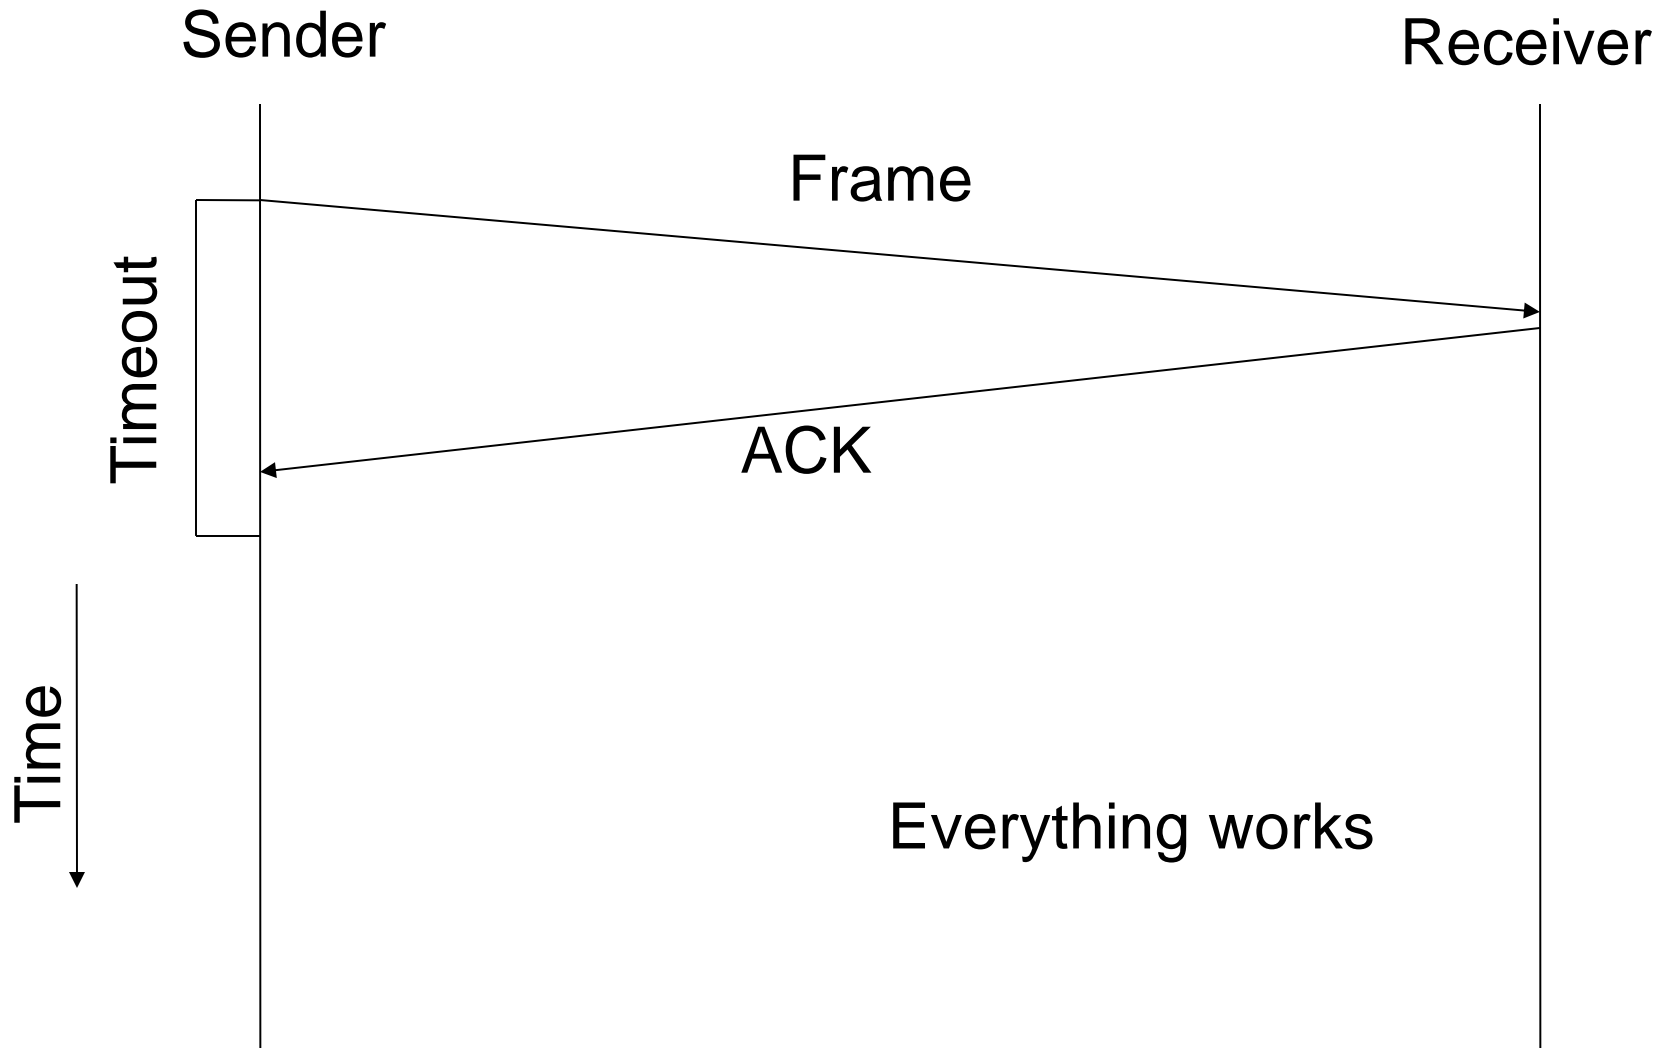 Sender
Receiver
Frame
Timeout
ACK
Time
Everything works